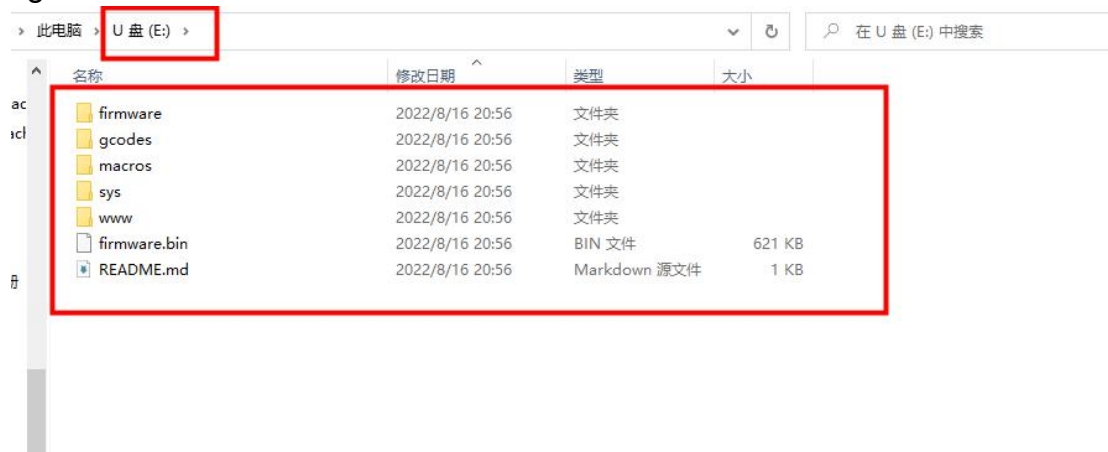 › 此电脑 › U 盘 (E:) › 在 U 盘 (E:) 中搜索
名称 修改日期 类型 大小
firmware 2022/8/16 20:56 文件夹
gcodes 2022/8/16 20:56 文件夹
macros 2022/8/16 20:56 文件夹
sys 2022/8/16 20:56 文件夹
www 2022/8/16 20:56 文件夹
firmware.bin 2022/8/16 20:56 BIN 文件 621 KB
README.md 2022/8/16 20:56 Markdown 源文件 1 KB